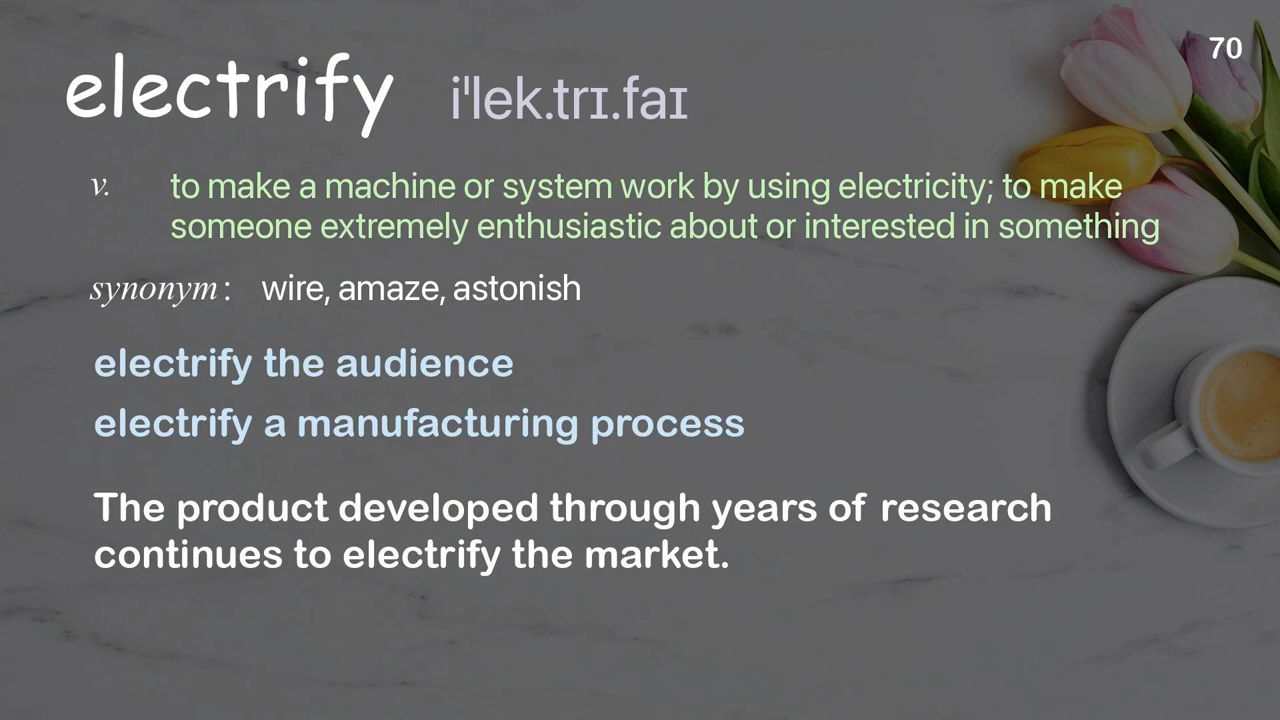 70
electrify iˈlek.trɪ.faɪ
v. to make a machine or system work by using electricity; to make
someone extremely enthusiastic about or interested in something
synonym: wire, amaze, astonish
electrify the audience
electrify a manufacturing process
The product developed through years of research
continues to electrify the market.